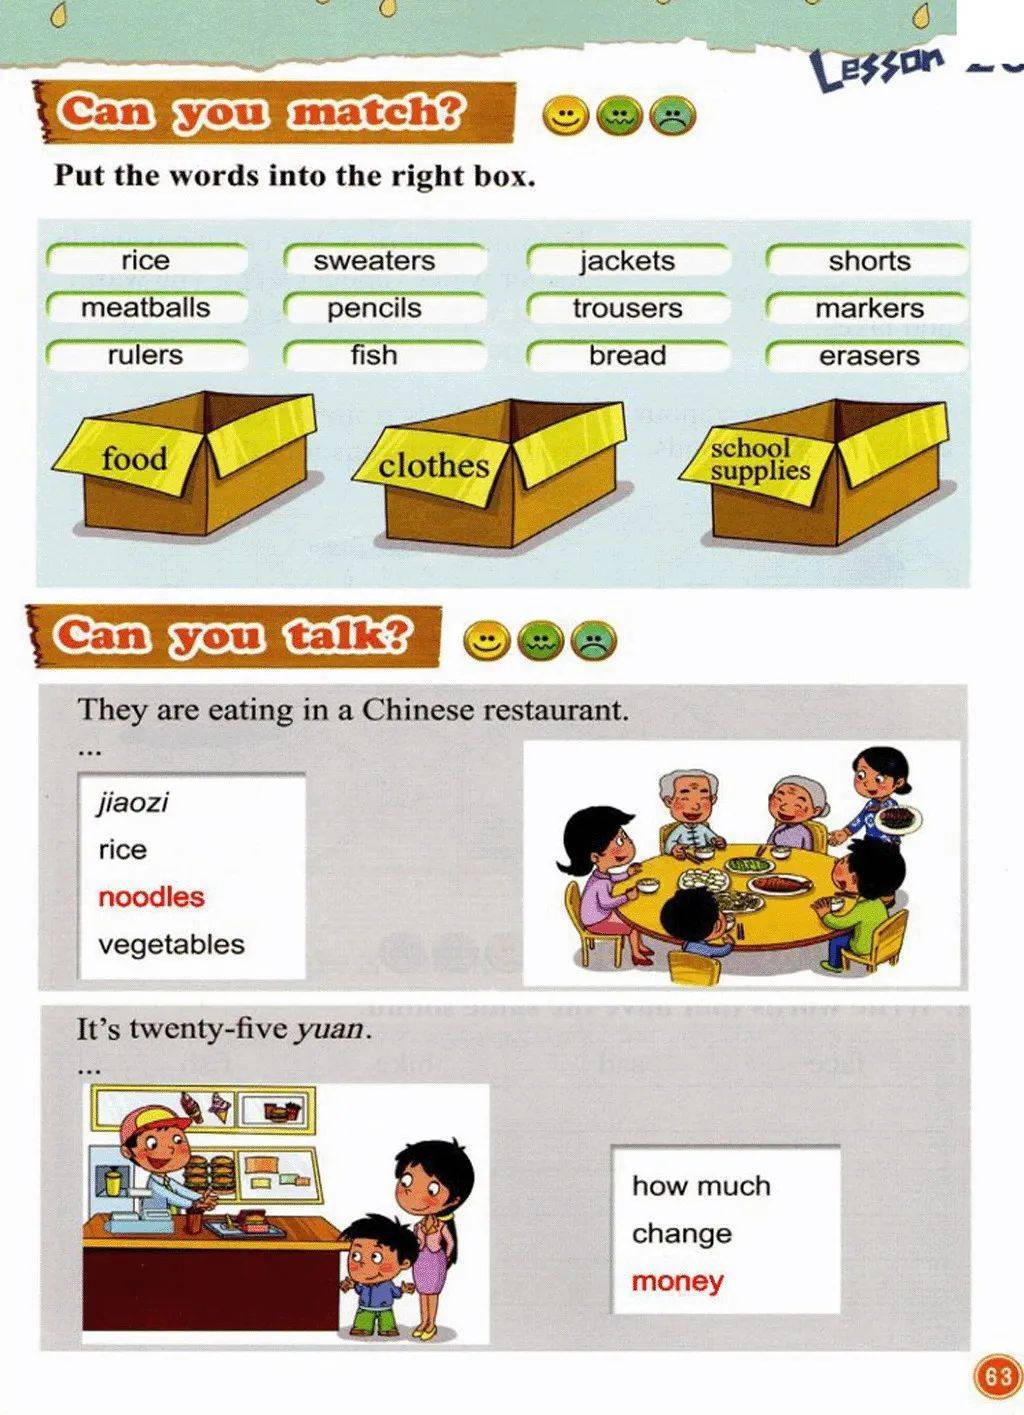 Lesson
Can you match?
Put the words into the right box.
rice sweaters jackets shorts
meatballs pencils trousers markers
rulers fish bread erasers
food
clothes
school
supplies
Can you talk?
They are eating in a Chinese restaurant.
...
jiaozi
rice
noodles
vegetables
It's twenty-five yuan.
...
how much
change
money
63